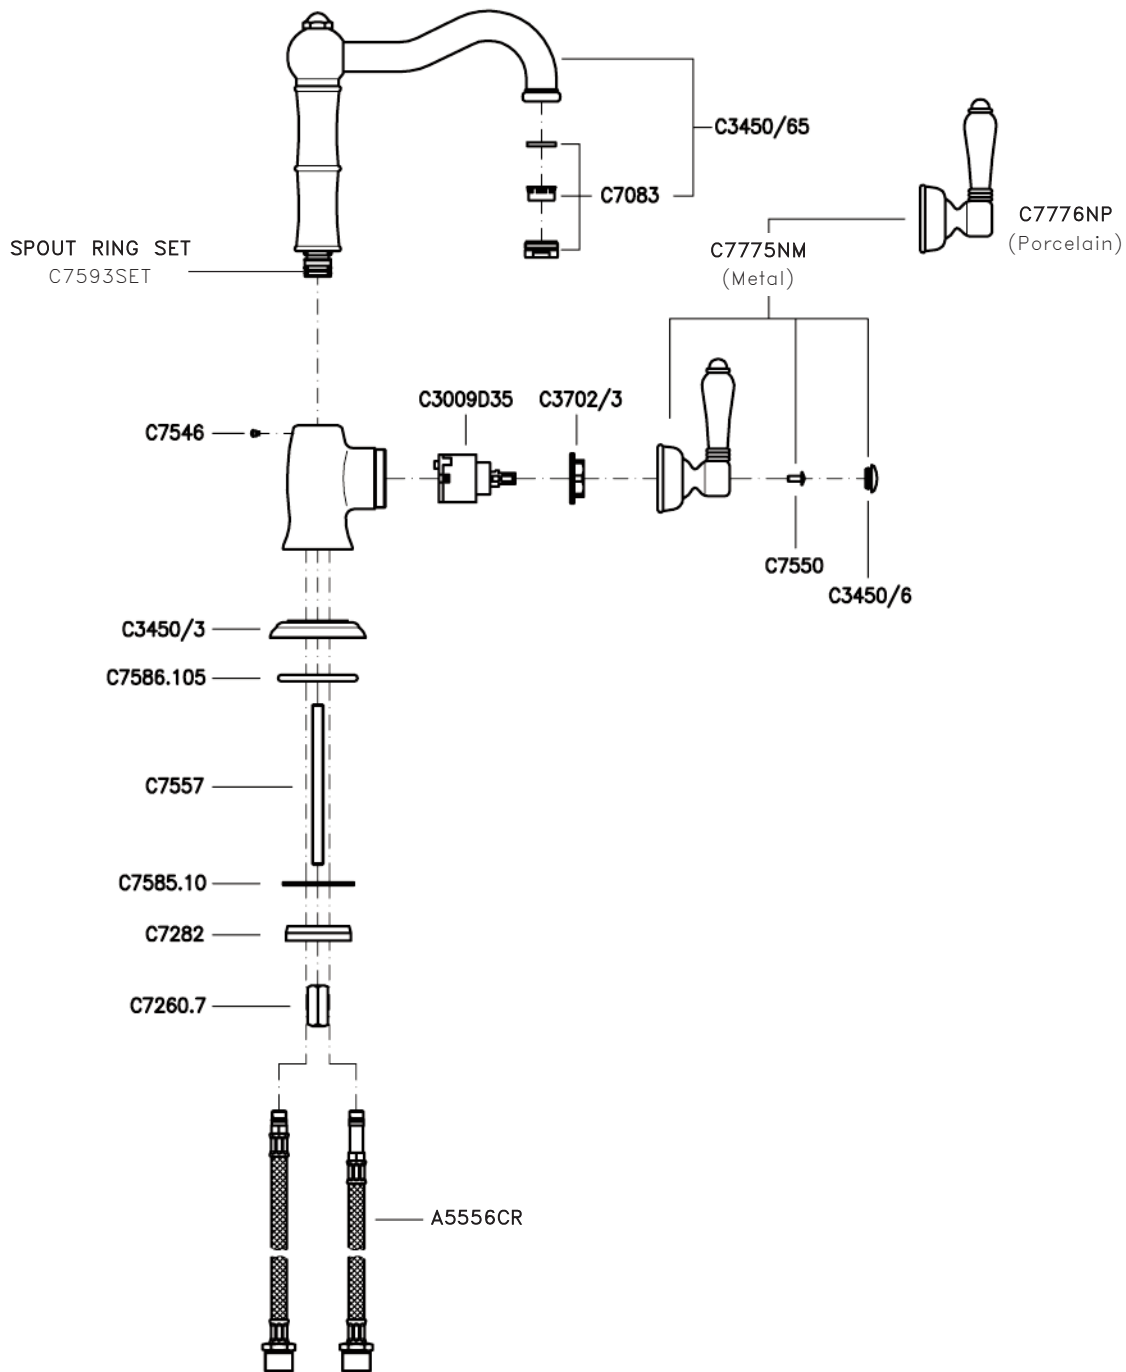 C3450/65
C7083
C7776NP
(Porcelain)
SPOUT RING SET
C7593SET
C7775NM
(Metal)
C3009D35
C3702/3
C7546
C7550
C3450/6
C3450/3
C7586.105
C7557
C7585.10
C7282
C7260.7
A5556CR